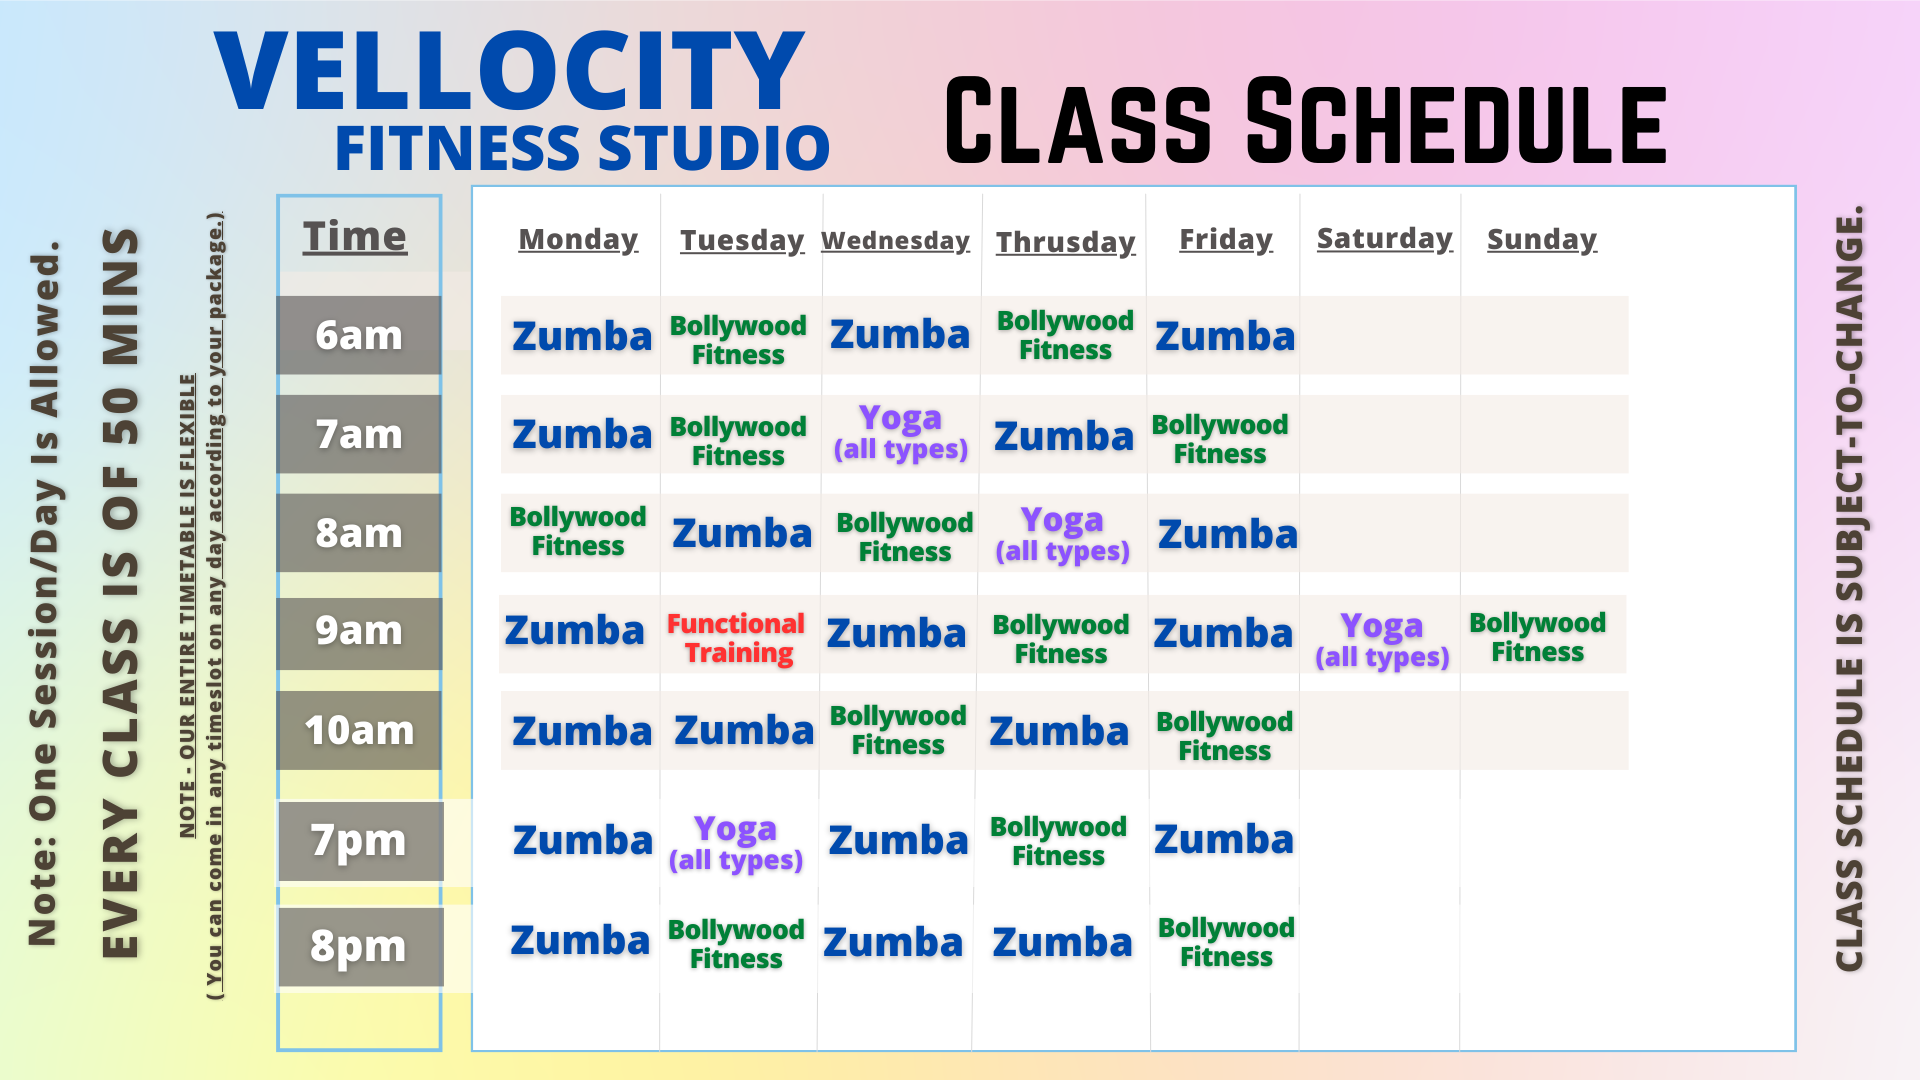 VELLOCITY
FITNESS STUDIO
CLASS SCHEDULE
Note: One Session/Day Is Allowed.
EVERY CLASS IS OF 50 MINS
NOTE - OUR ENTIRE TIMETABLE IS FLEXIBLE
( You can come in any timeslot on any day according to your package.)
Time Monday Tuesday Wednesday Thrusday Friday Saturday Sunday
6am Zumba Bollywood Fitness Zumba Bollywood Fitness Zumba
7am Zumba Bollywood Fitness Yoga (all types) Zumba Bollywood Fitness
8am Bollywood Fitness Zumba Bollywood Fitness Yoga (all types) Zumba
9am Zumba Functional Training Zumba Bollywood Fitness Zumba Yoga (all types) Bollywood Fitness
10am Zumba Zumba Bollywood Fitness Zumba Bollywood Fitness
7pm Zumba Yoga (all types) Zumba Bollywood Fitness Zumba
8pm Zumba Bollywood Fitness Zumba Zumba Bollywood Fitness
CLASS SCHEDULE IS SUBJECT-TO-CHANGE.